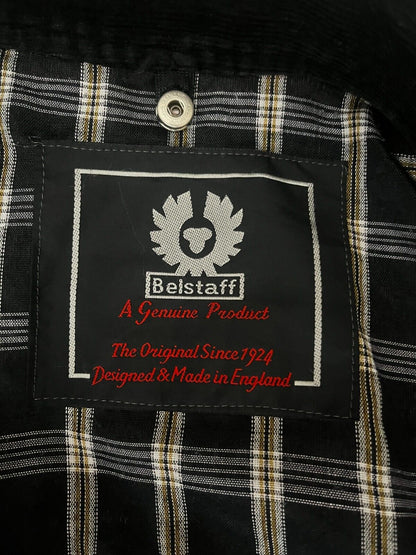 Belstaff
A Genuine Product
The Original Since 1924
Designed & Made in England